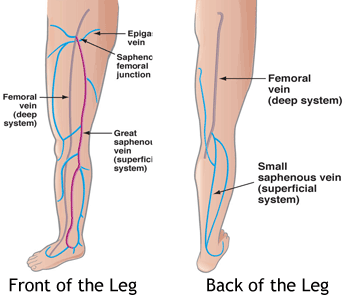 Epiga
vein
Sapheno
femoral
junction
Femoral
vein
(deep
system)
Great
saphenous
vein
(superficial
system)
Femoral
vein
(deep system)
Small
saphenous vein
(superficial
system)
Front of the Leg
Back of the Leg